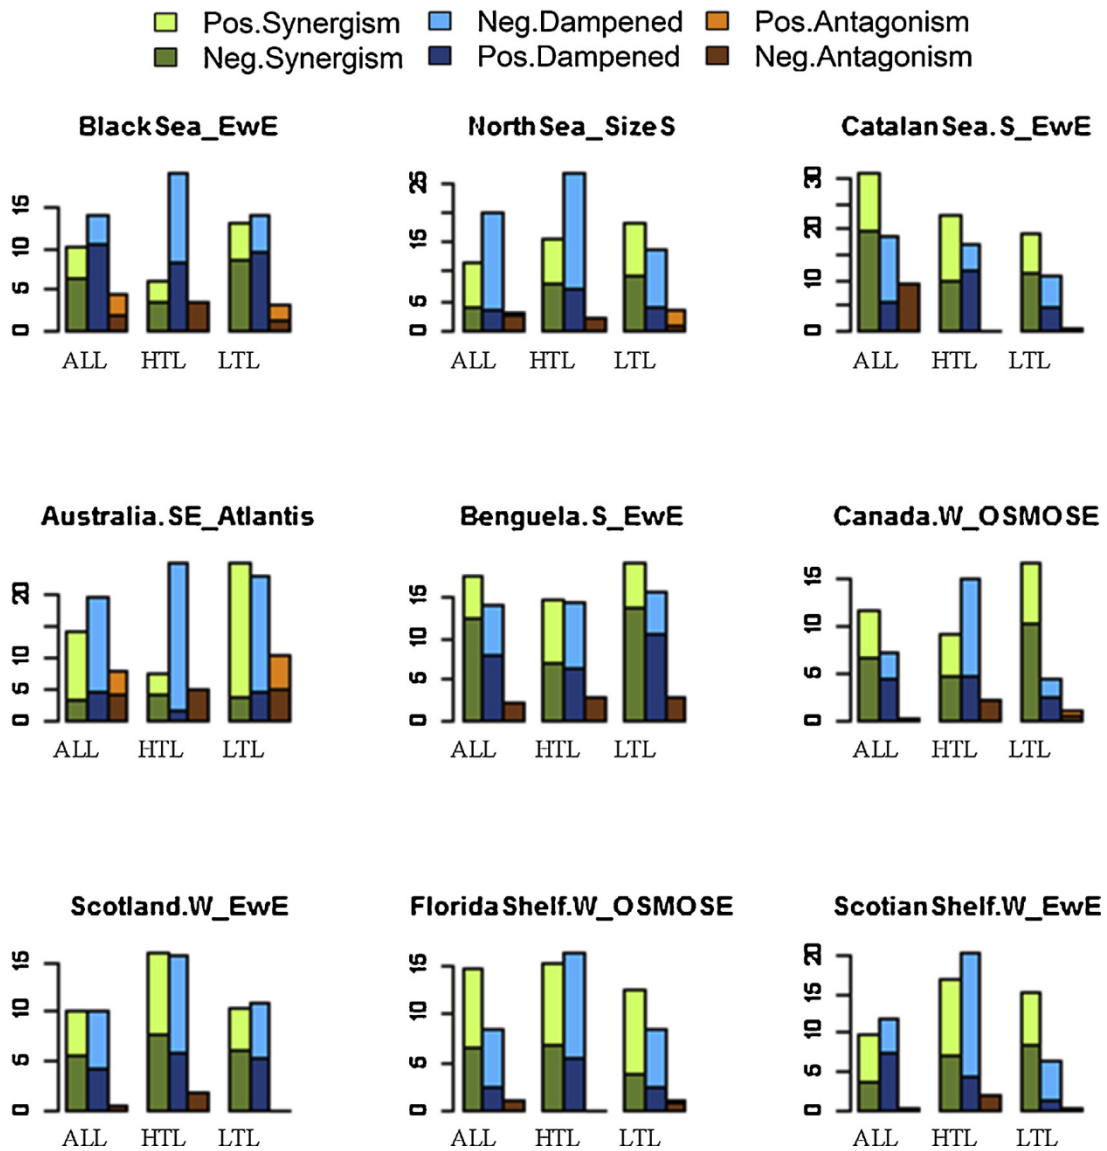 Pos.Synergism Neg.Dampened Pos.Antagonism
Neg.Synergism Pos.Dampened Neg.Antagonism
BlackSea_EwE NorthSea_SizeS CatalanSea.S_EwE
0 5 10 15
ALL HTL LTL
0 5 15 25
ALL HTL LTL
0 10 20 30
ALL HTL LTL
Australia.SE_Atlantis Benguela.S_EwE Canada.W_OSMOSE
0 5 10 20
ALL HTL LTL
0 5 10 15
ALL HTL LTL
0 5 10 15
ALL HTL LTL
Scotland.W_EwE FloridaShelf.W_OSMOSE ScotianShelf.W_EwE
0 5 10 15
ALL HTL LTL
0 5 10 15
ALL HTL LTL
0 5 10 15 20
ALL HTL LTL